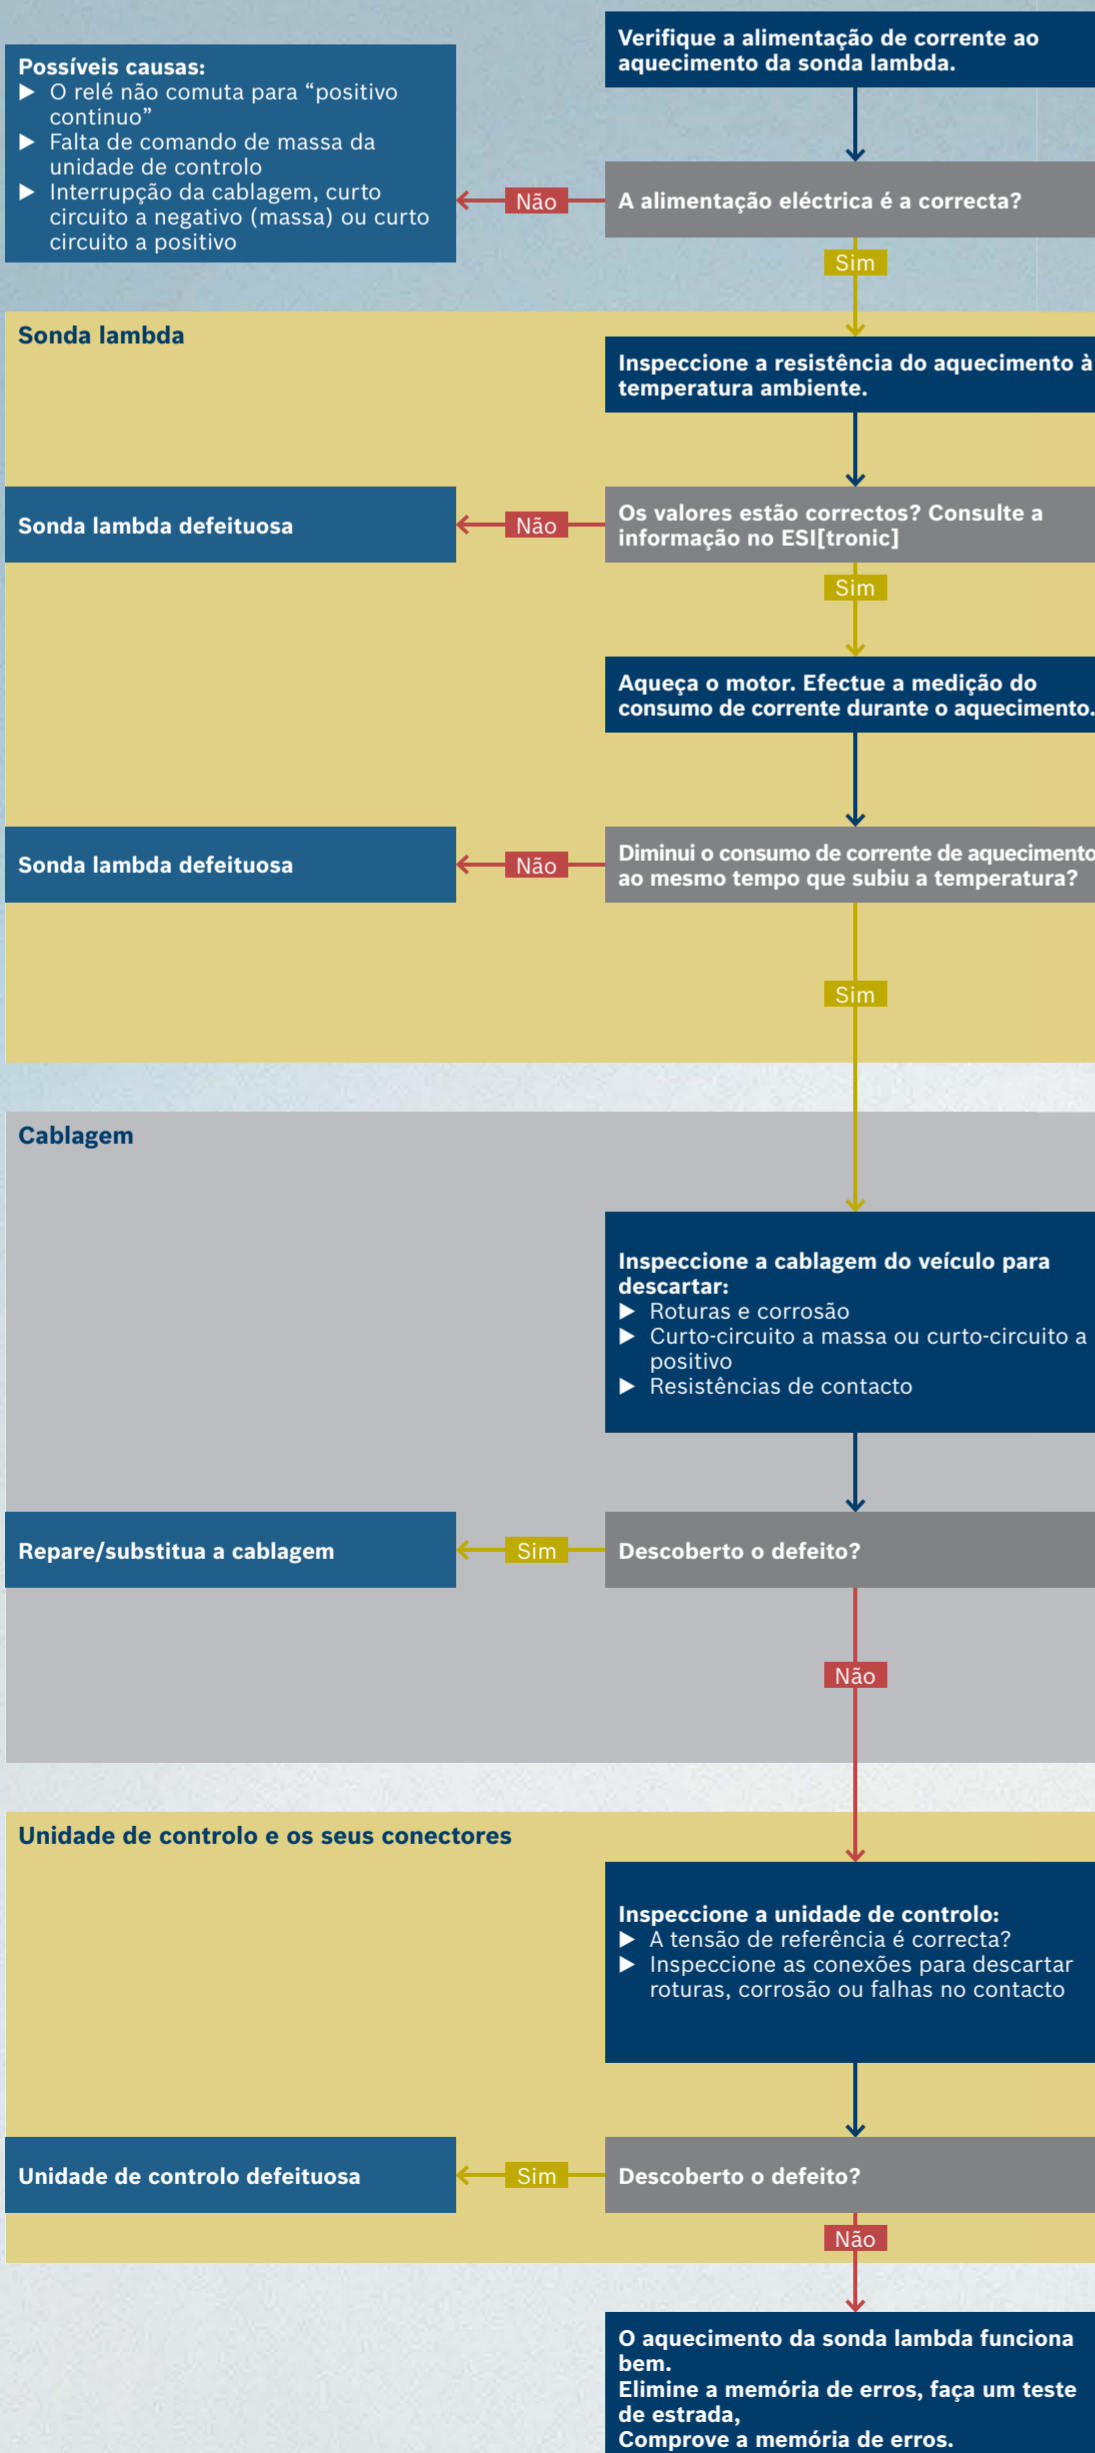 Verifique a alimentação de corrente ao
aquecimento da sonda lambda.
Possíveis causas:
▶ O relé não comuta para “positivo
continuo”
▶ Falta de comando de massa da
unidade de controlo
▶ Interrupção da cablagem, curto
circuito a negativo (massa) ou curto
circuito a positivo
Não
A alimentação eléctrica é a correcta?
Sim
Sonda lambda
Inspeccione a resistência do aquecimento à
temperatura ambiente.
Sonda lambda defeituosa
Não
Os valores estão correctos? Consulte a
informação no ESI[tronic]
Sim
Aqueça o motor. Efectue a medição do
consumo de corrente durante o aquecimento.
Sonda lambda defeituosa
Não
Diminui o consumo de corrente de aquecimento
ao mesmo tempo que subiu a temperatura?
Sim
Cablagem
Inspeccione a cablagem do veículo para
descartar:
▶ Roturas e corrosão
▶ Curto-circuito a massa ou curto-circuito a
positivo
▶ Resistências de contacto
Repare/substitua a cablagem
Sim
Descoberto o defeito?
Não
Unidade de controlo e os seus conectores
Inspeccione a unidade de controlo:
▶ A tensão de referência é correcta?
▶ Inspeccione as conexões para descartar
roturas, corrosão ou falhas no contacto
Unidade de controlo defeituosa
Sim
Descoberto o defeito?
Não
O aquecimento da sonda lambda funciona
bem.
Elimine a memória de erros, faça um teste
de estrada,
Comprove a memória de erros.